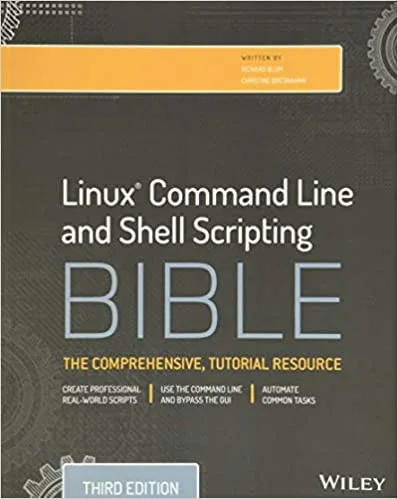 WRITTEN BY
RICHARD BLUM
CHRISTINE BRESNAHAN
Linux® Command Line
and Shell Scripting
BIBLE
THE COMPREHENSIVE, TUTORIAL RESOURCE
CREATE PROFESSIONAL
REAL-WORLD SCRIPTS
USE THE COMMAND LINE
AND BYPASS THE GUI
AUTOMATE
COMMON TASKS
THIRD EDITION
WILEY